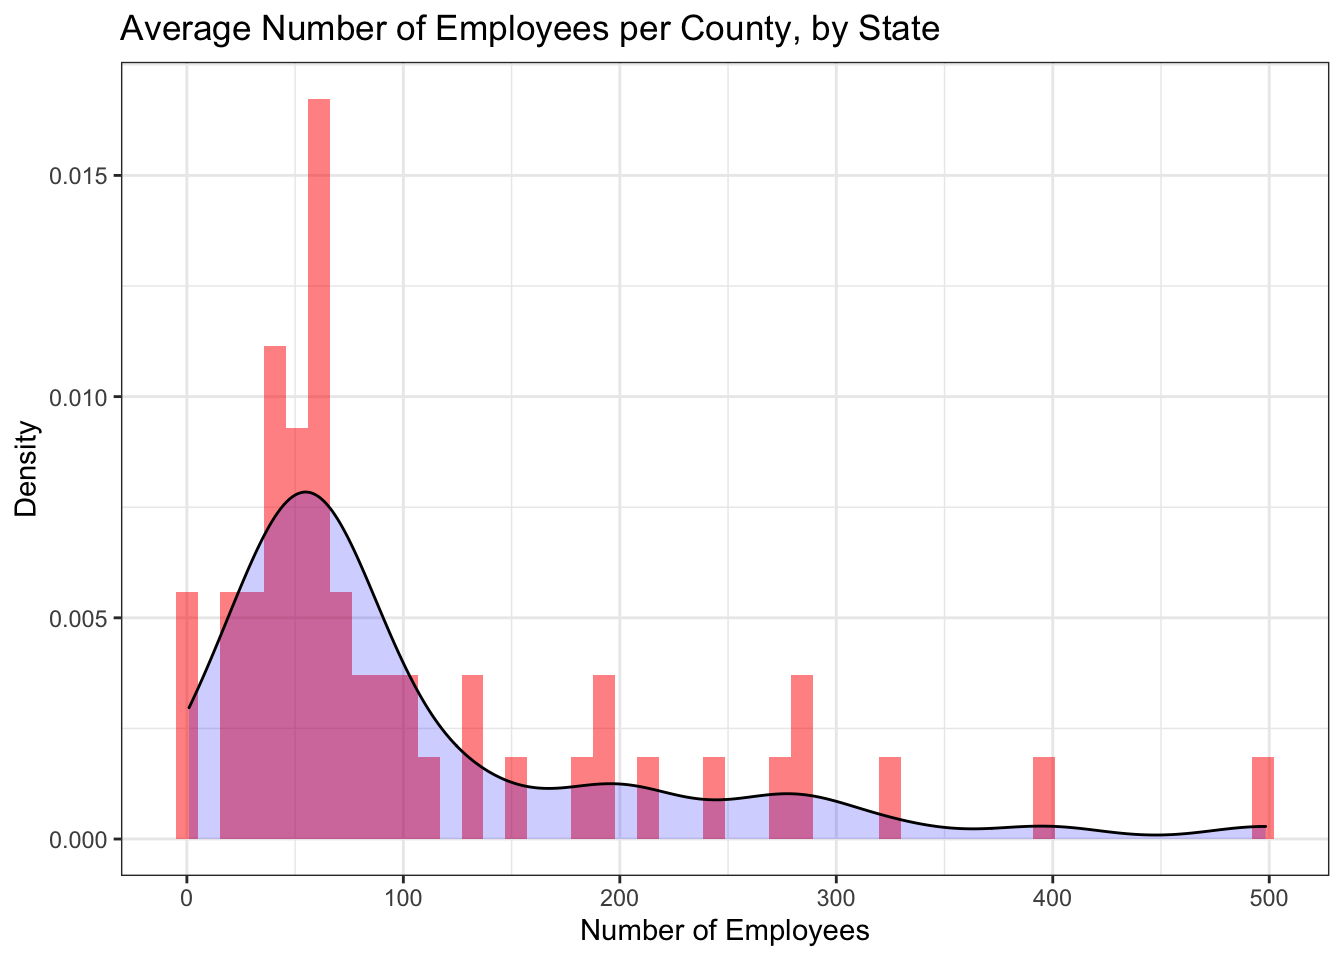 Average Number of Employees per County, by State
Density
0.015
0.010
0.005
0.000
0 100 200 300 400 500
Number of Employees